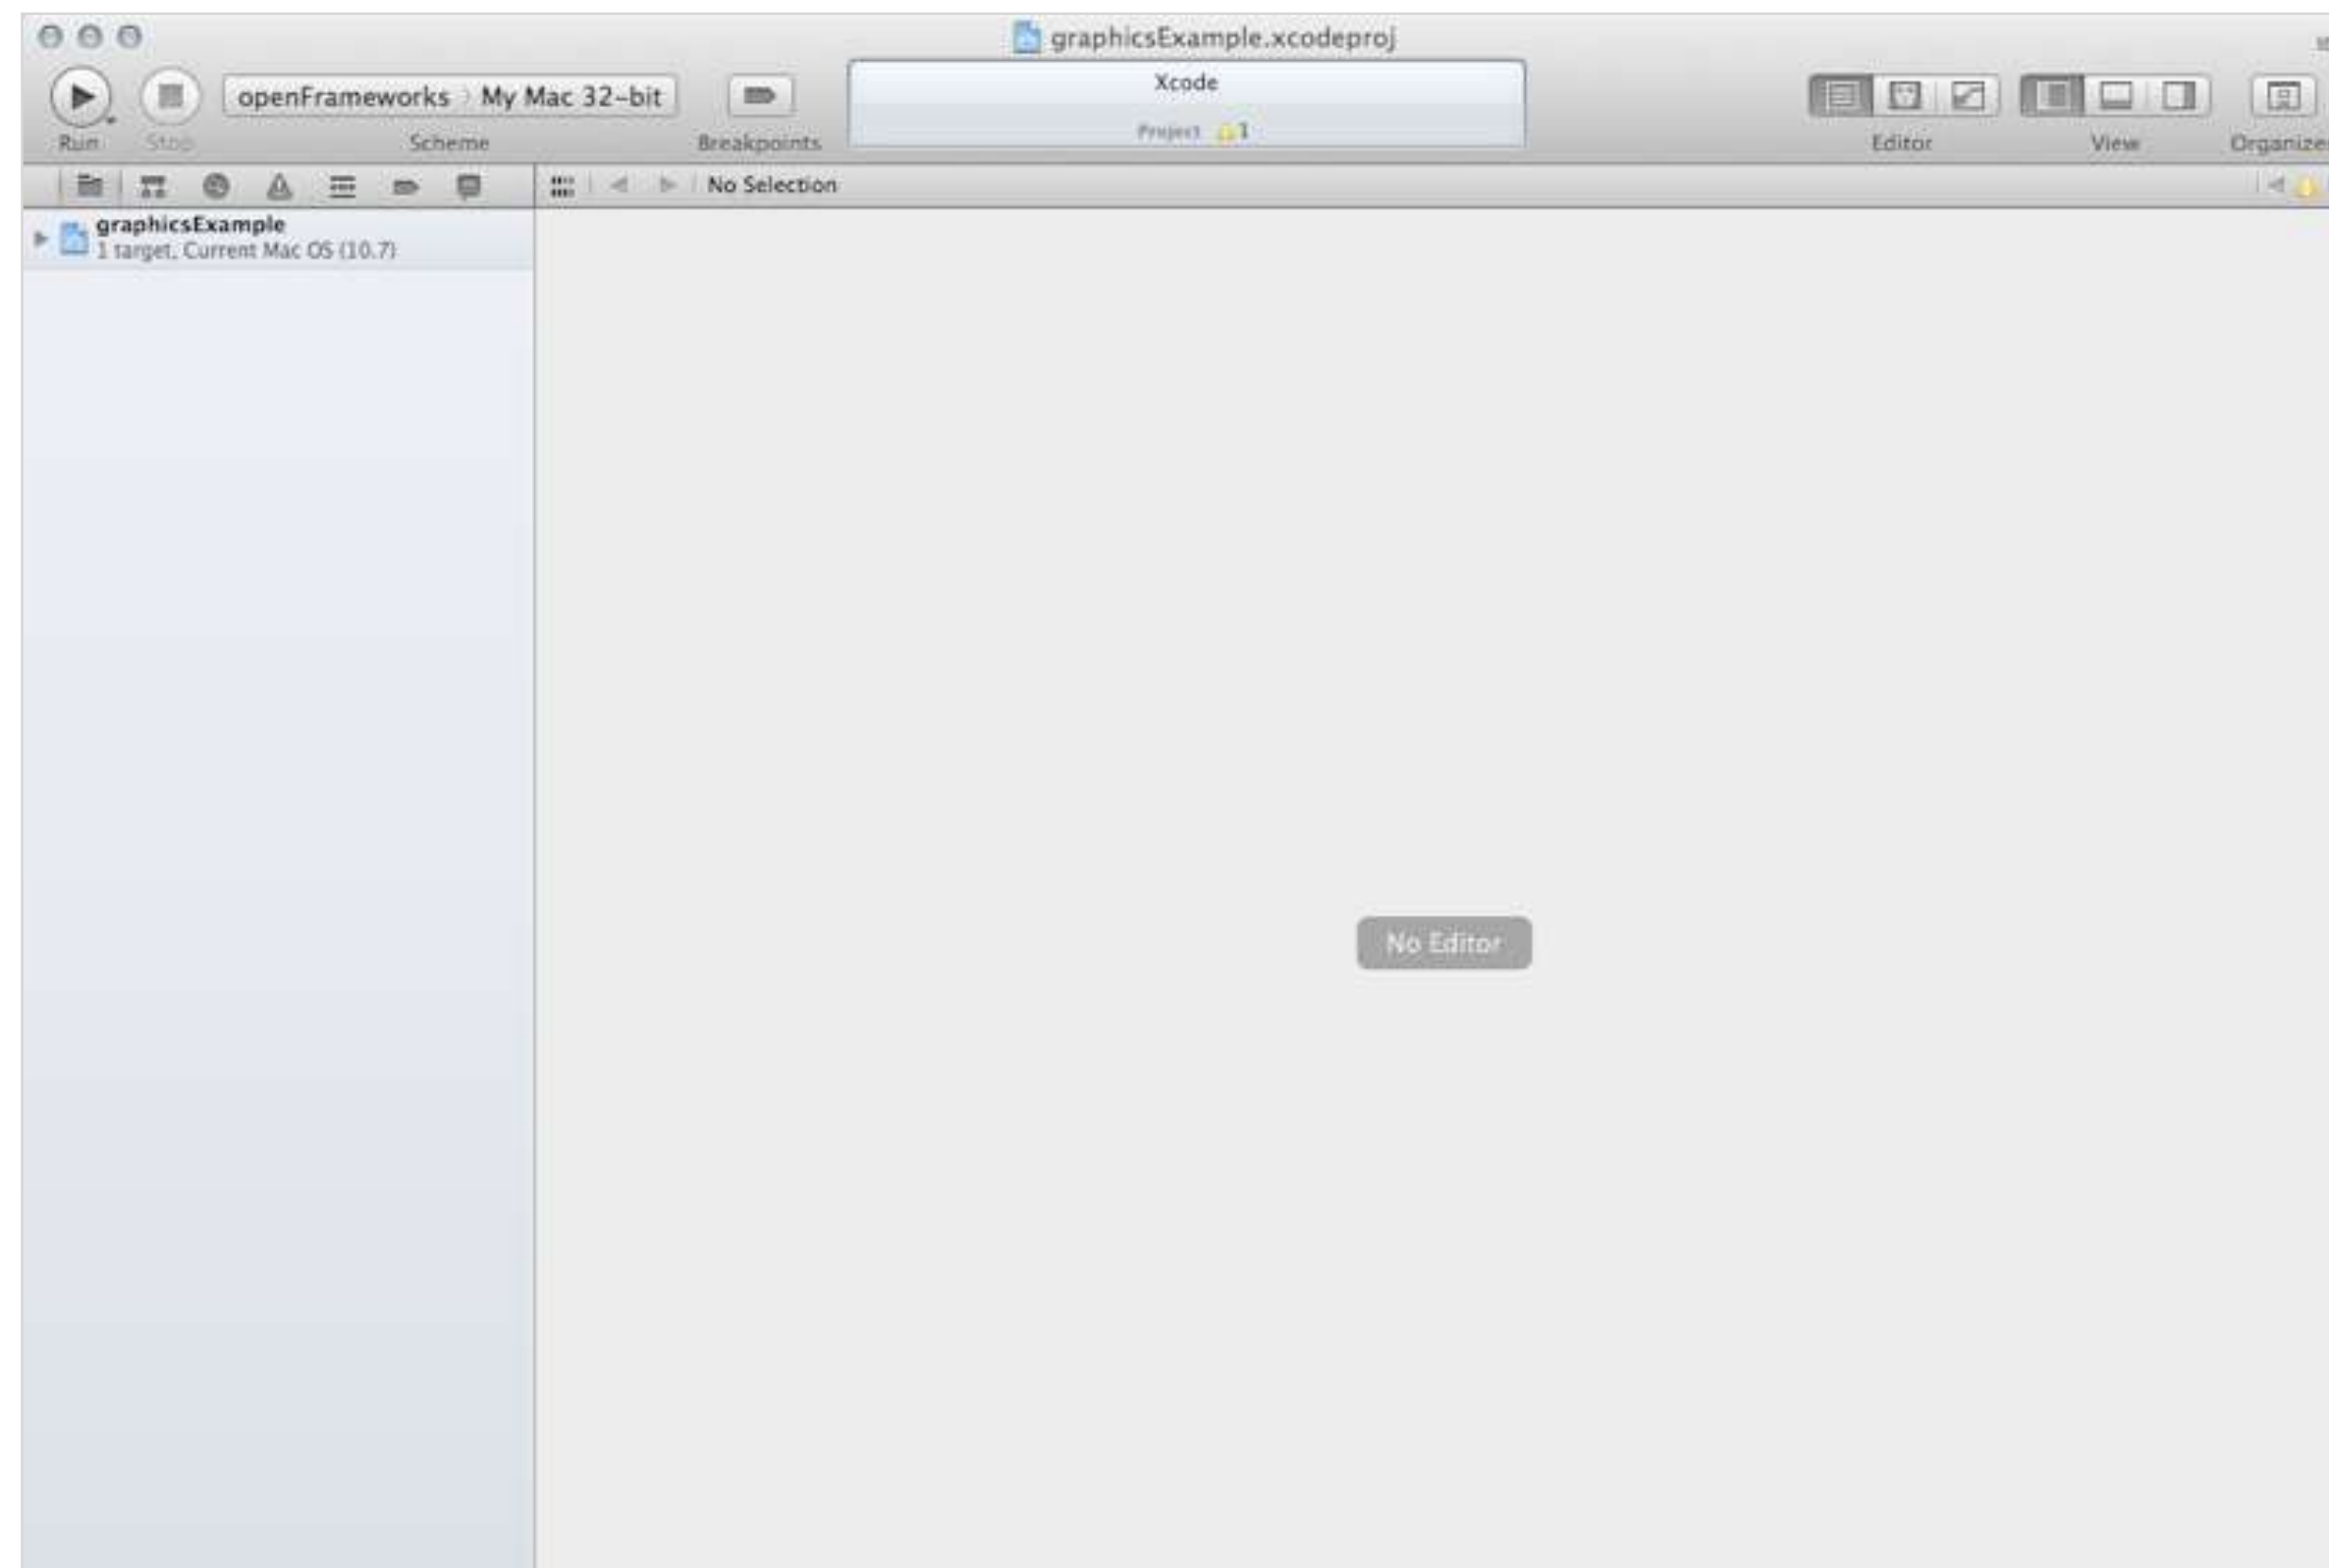 graphicsExample.xcodeproj
openFrameworks › My Mac 32-bit
Xcode
Project 1
Run
Stop
Scheme
Breakpoints
Editor
View
Organizer
No Selection
graphicsExample
1 target, Current Mac OS (10.7)
No Editor